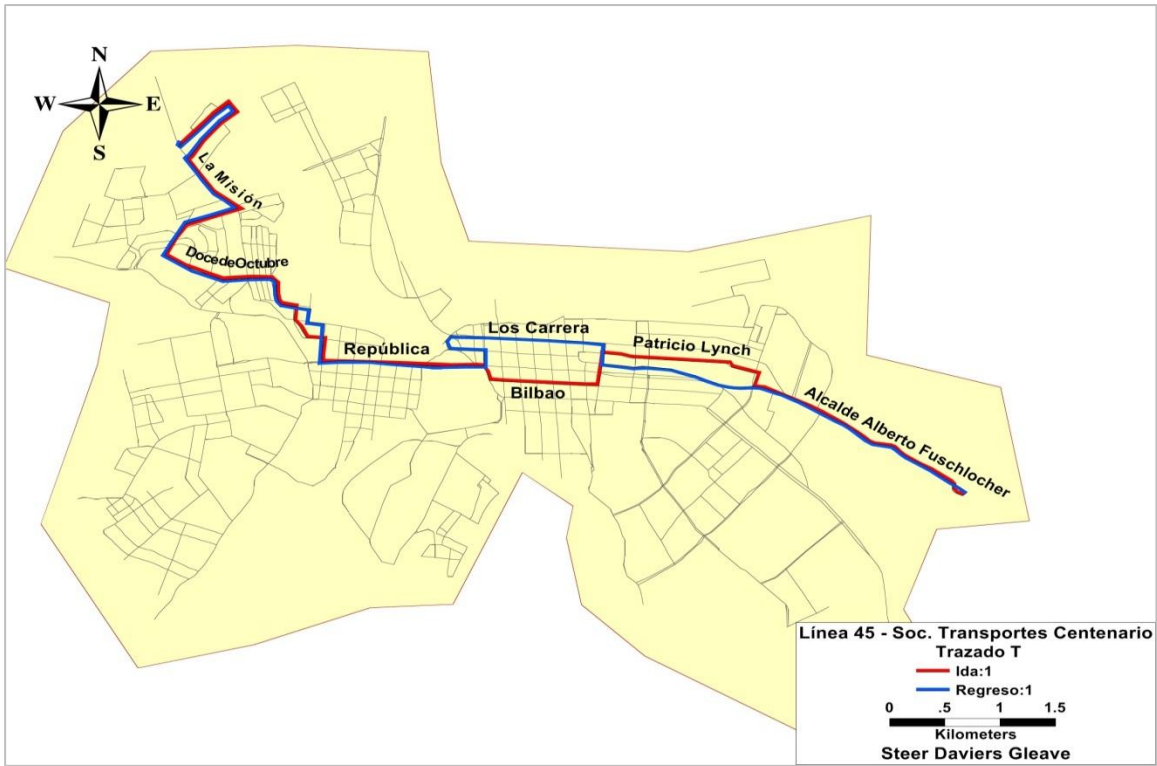 N
W E
S
La Misión
DocedeOctubre
República
Los Carrera
Bilbao
Patricio Lynch
Alcalde Alberto Fuschlocher
Línea 45 - Soc. Transportes Centenario
Trazado T
Ida:1
Regreso:1
0 .5 1 1.5
Kilometers
Steer Daviers Gleave